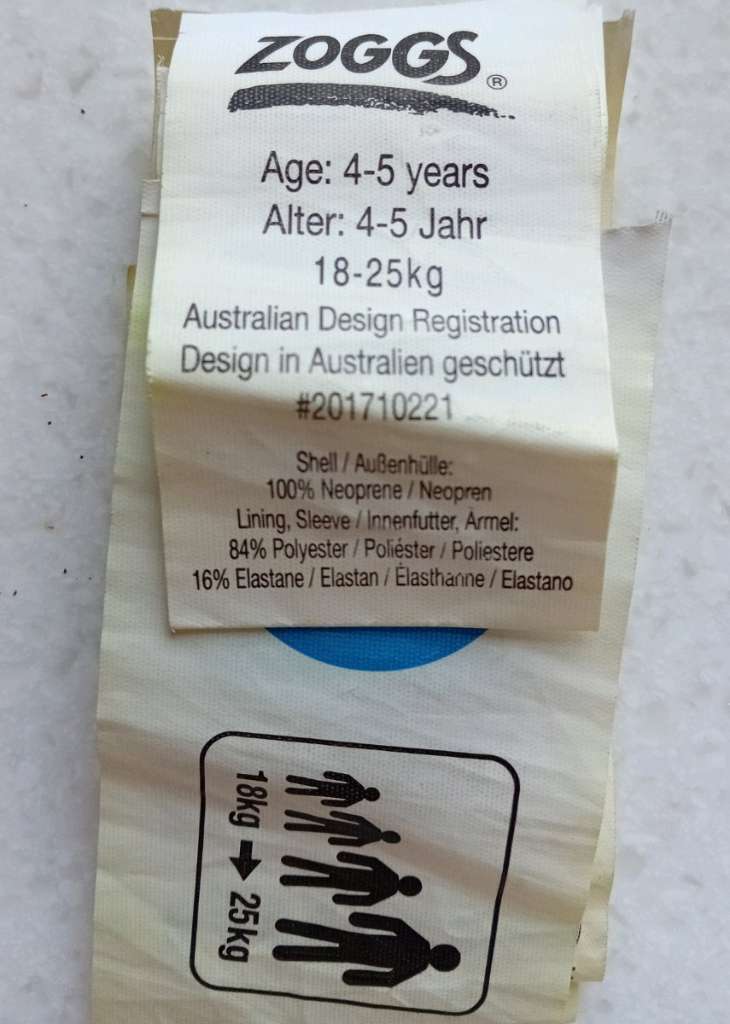 ZOGGS®
Age: 4-5 years
Alter: 4-5 Jahr
18-25kg
Australian Design Registration
Design in Australien geschützt
#201710221
Shell / Außenhülle:
100% Neoprene / Neopren
Lining, Sleeve / Innenfutter, Ärmel:
84% Polyester / Poliéster / Poliestere
16% Elastane / Elastan / Élasthanne / Elastano
18kg → 25kg